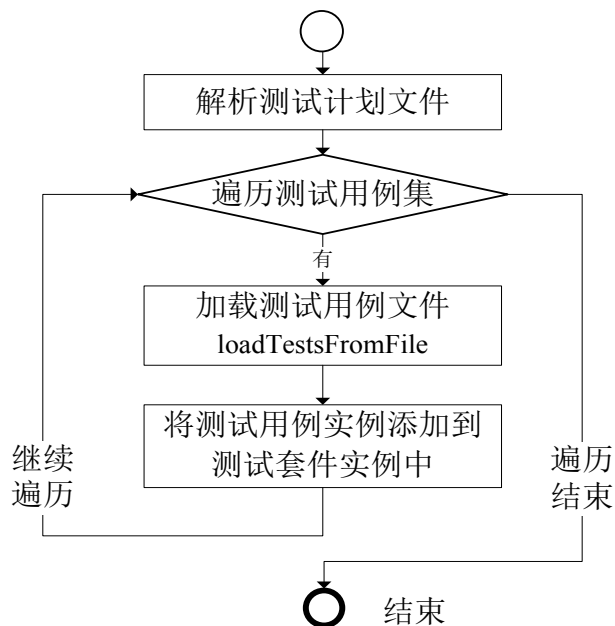 解析测试计划文件
遍历测试用例集
有
加载测试用例文件
loadTestsFromFile
将测试用例实例添加到
测试套件实例中
继续
遍历
遍历
结束
结束